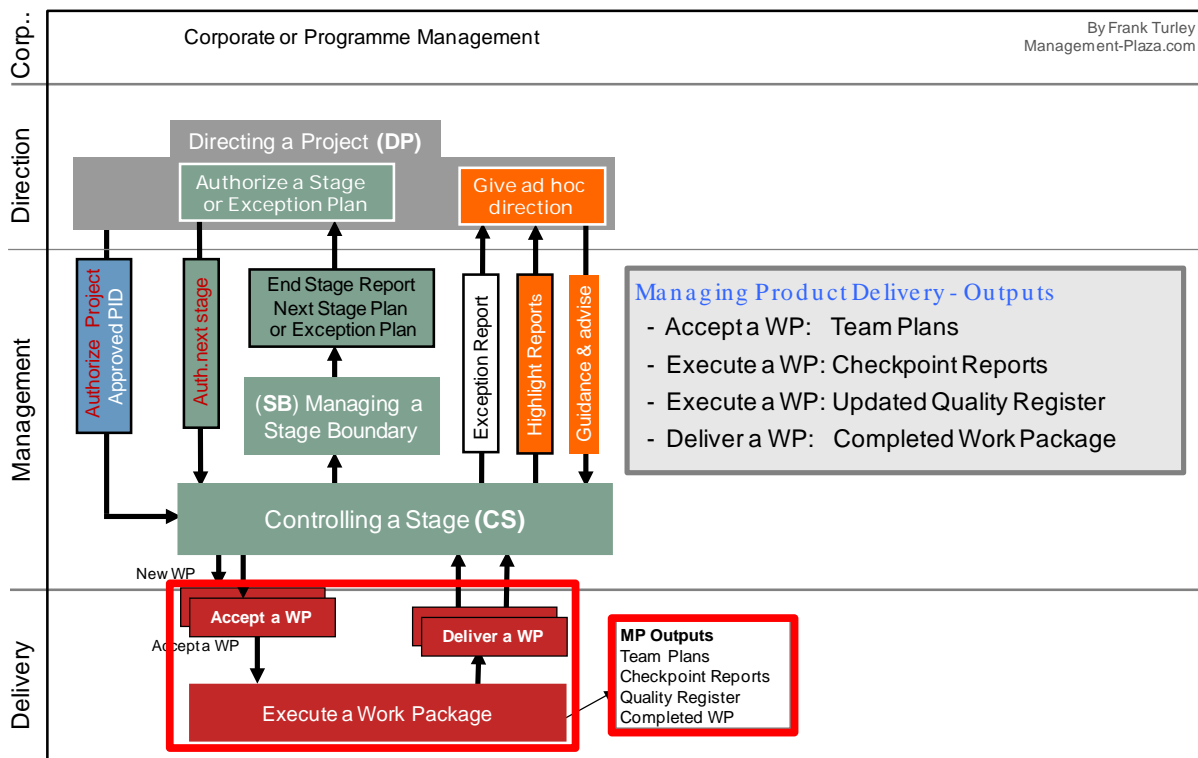 Corp..
Corporate or Programme Management
By Frank Turley
Management-Plaza.com
Direction
Directing a Project (DP)
Authorize a Stage
or Exception Plan
Give ad hoc
direction
Management
Authorize Project
Approved PID
Auth.next stage
End Stage Report
Next Stage Plan
or Exception Plan
(SB) Managing a
Stage Boundary
Exception Report
Highlight Reports
Guidance & advise
Managing Product Delivery - Outputs
- Accept a WP: Team Plans
- Execute a WP: Checkpoint Reports
- Execute a WP: Updated Quality Register
- Deliver a WP: Completed Work Package
Controlling a Stage (CS)
New WP
Delivery
Accept a WP
Accept a WP
Deliver a WP
Execute a Work Package
MP Outputs
Team Plans
Checkpoint Reports
Quality Register
Completed WP